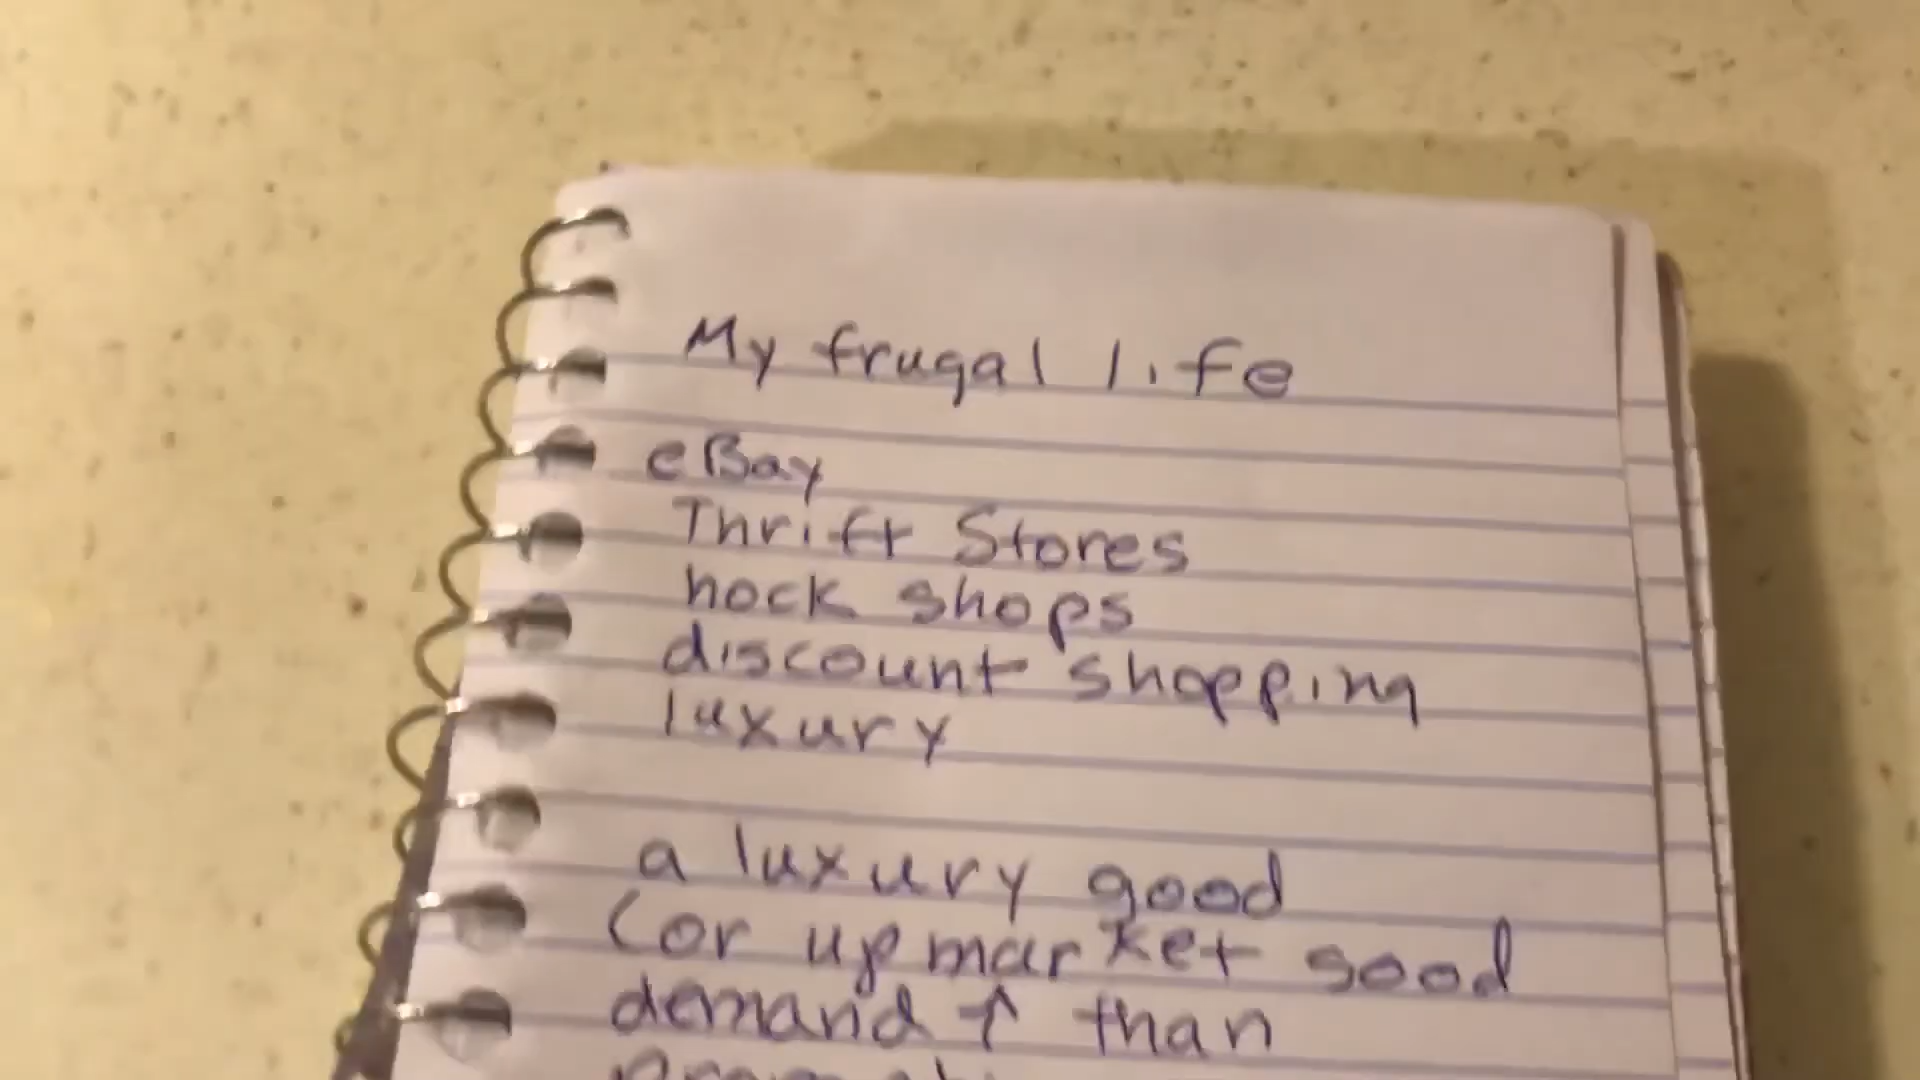 My frugal life
eBay
Thrift Stores
hock shops
discount shopping
luxury
a luxury good
(or upmarket good
demand ↑ than